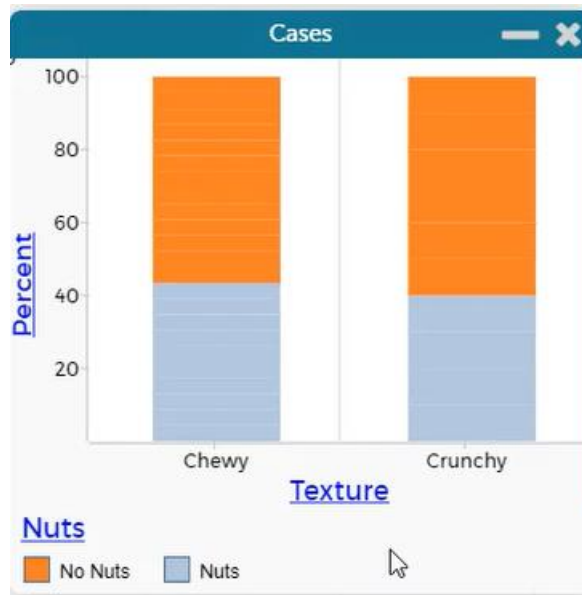 Cases
100
80
60
40
20
Percent
Chewy Crunchy
Texture
Nuts
No Nuts Nuts